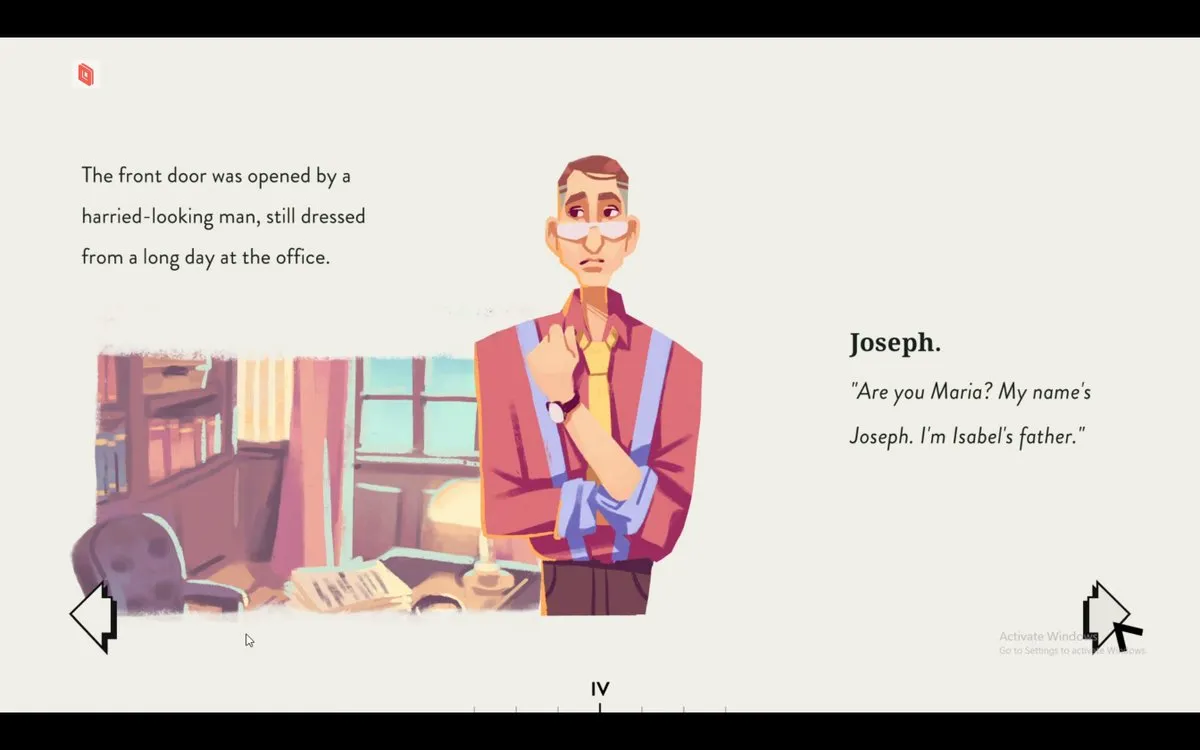 The front door was opened by a
harried-looking man, still dressed
from a long day at the office.
Joseph.
"Are you Maria? My name's
Joseph. I'm Isabel's father."
Activate Windows
Go to Settings to activate Windows.
IV